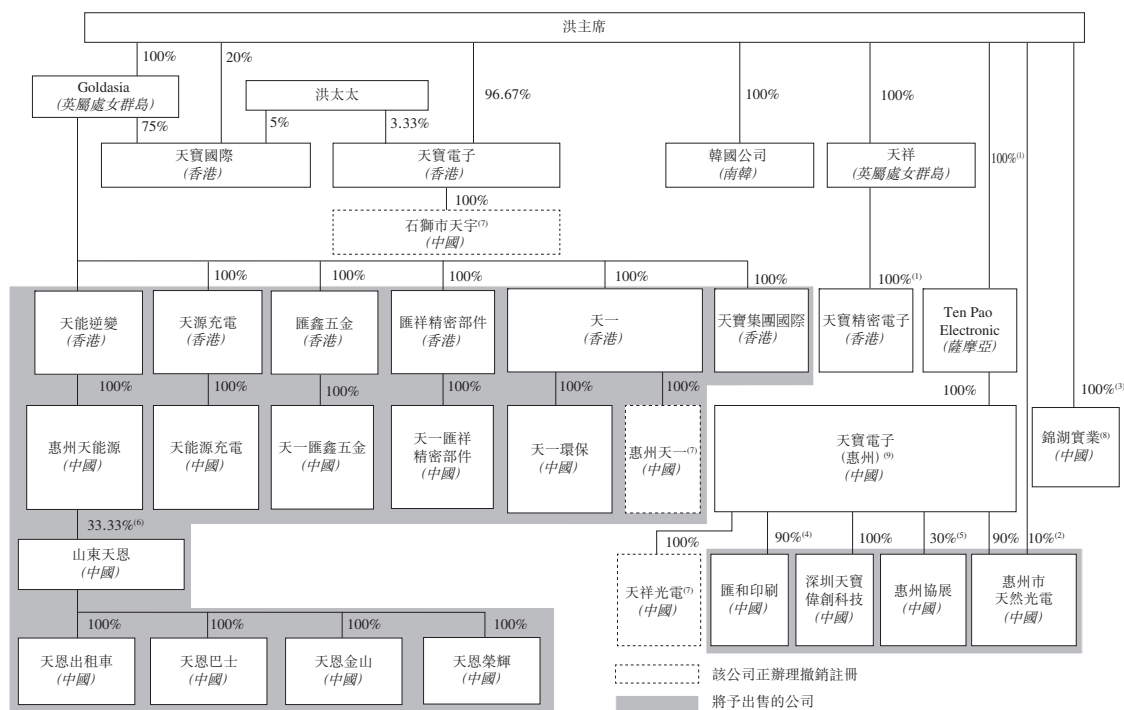 洪主席
100%
20%
96.67%
100%
100%
100%(1)
Goldasia
(英屬處女群島)
洪太太
75%
5%
3.33%
天寶國際
(香港)
天寶電子
(香港)
韓國公司
(南韓)
天祥
(英屬處女群島)
100%
石獅市天宇(7)
(中國)
100%
100%
100%
100%
100%
100%(1)
天能逆變
(香港)
天源充電
(香港)
匯鑫五金
(香港)
匯祥精密部件
(香港)
天一
(香港)
天寶集團國際
(香港)
天寶精密電子
(香港)
Ten Pao
Electronic
(薩摩亞)
100%
100%
100%
100%
100%
100%
100%
100%(3)
惠州天能源
(中國)
天能源充電
(中國)
天一匯鑫五金
(中國)
天一匯祥
精密部件
(中國)
天一環保
(中國)
惠州天一(7)
(中國)
天寶電子
(惠州)(9)
(中國)
錦湖實業(8)
(中國)
33.33%(6)
100%
90%(4)
100%
30%(5)
90%
10%(2)
山東天恩
(中國)
天祥光電(7)
(中國)
匯和印刷
(中國)
深圳天寶
偉創科技
(中國)
惠州協展
(中國)
惠州市
天然光電
(中國)
100%
100%
100%
100%
天恩出租車
(中國)
天恩巴士
(中國)
天恩金山
(中國)
天恩榮輝
(中國)
該公司正辦理撤銷註冊
將予出售的公司